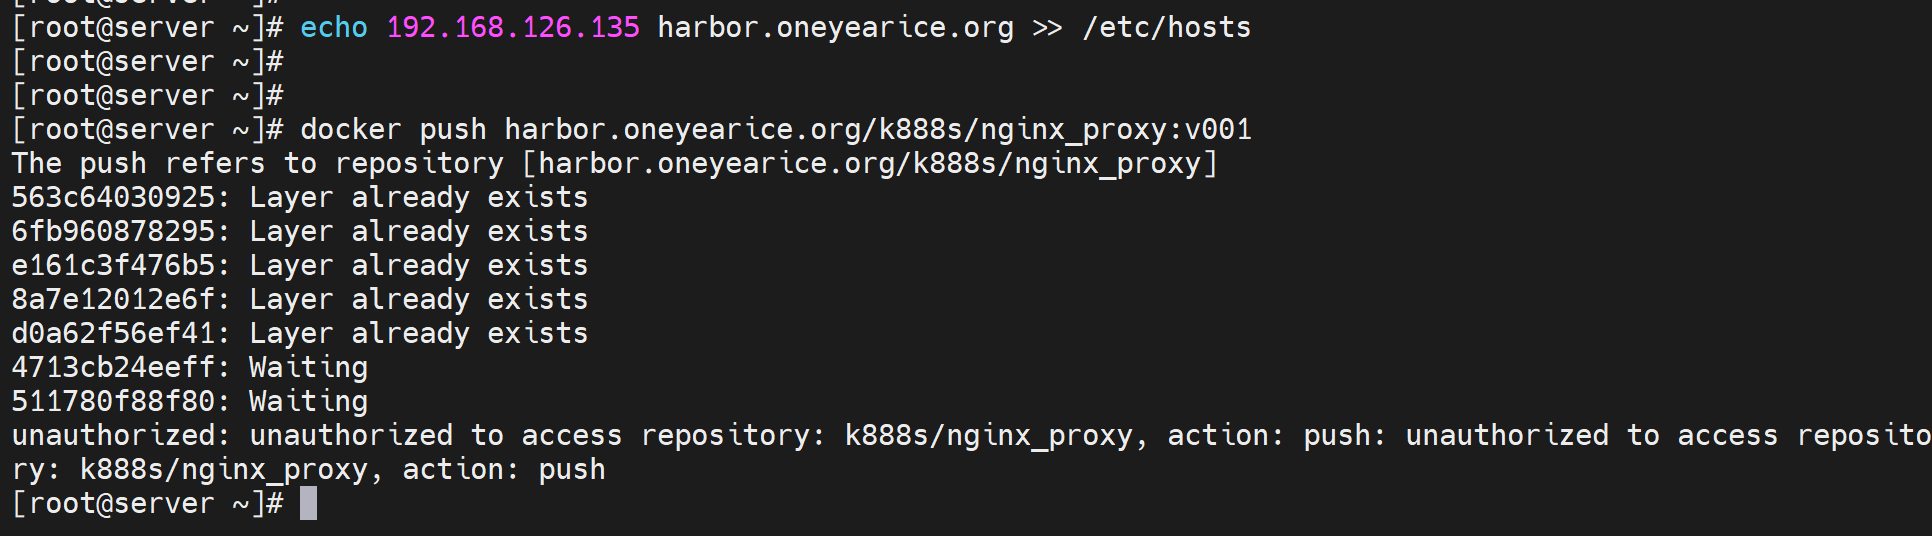 [root@server ~]#
[root@server ~]# echo 192.168.126.135 harbor.oneyearice.org >> /etc/hosts
[root@server ~]#
[root@server ~]#
[root@server ~]# docker push harbor.oneyearice.org/k888s/nginx_proxy:v001
The push refers to repository [harbor.oneyearice.org/k888s/nginx_proxy]
563c64030925: Layer already exists
6fb960878295: Layer already exists
e161c3f476b5: Layer already exists
8a7e12012e6f: Layer already exists
d0a62f56ef41: Layer already exists
4713cb24eeff: Waiting
511780f88f80: Waiting
unauthorized: unauthorized to access repository: k888s/nginx_proxy, action: push: unauthorized to access reposito
ry: k888s/nginx_proxy, action: push
[root@server ~]#